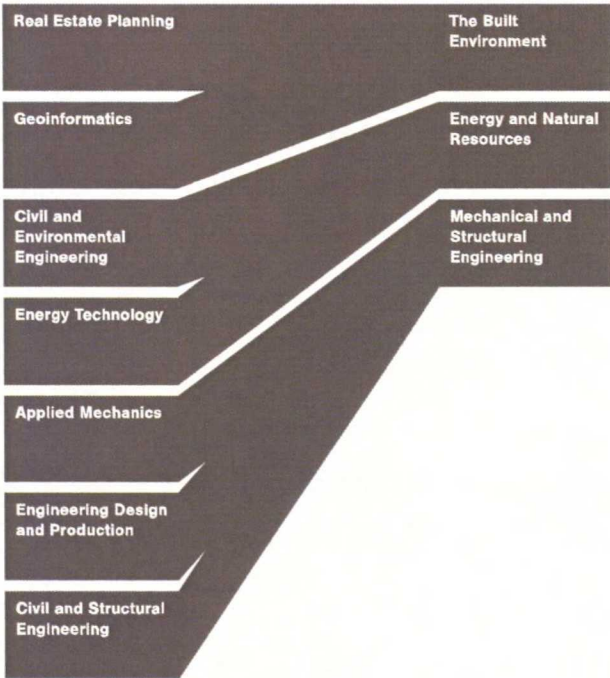 Real Estate Planning
Geoinformatics
Civil and
Environmental
Engineering
Energy Technology
Applied Mechanics
Engineering Design
and Production
Civil and Structural
Engineering
The Built
Environment
Energy and Natural
Resources
Mechanical and
Structural
Engineering